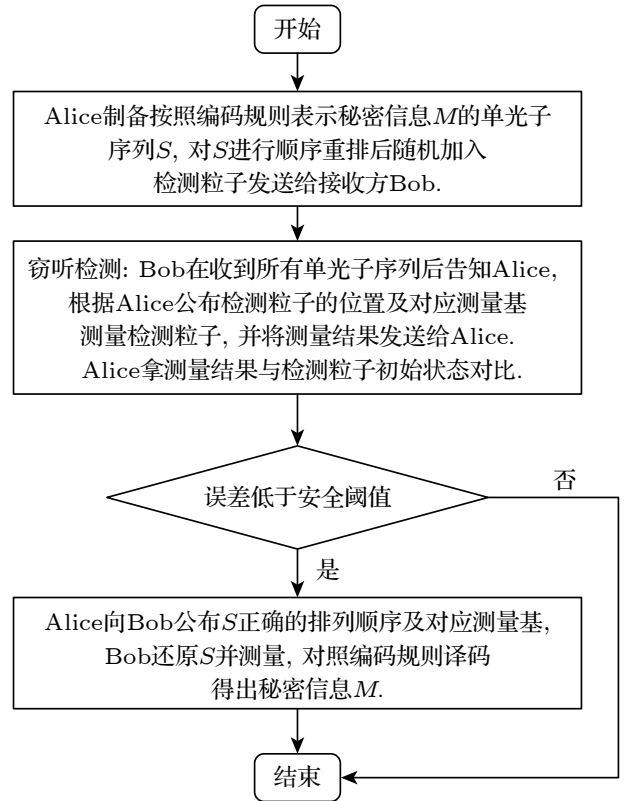 开始
Alice制备按照编码规则表示秘密信息M的单光子
序列S, 对S进行顺序重排后随机加入
检测粒子发送给接收方Bob.
窃听检测: Bob在收到所有单光子序列后告知Alice,
根据Alice公布检测粒子的位置及对应测量基
测量检测粒子, 并将测量结果发送给Alice.
Alice拿测量结果与检测粒子初始状态对比.
误差低于安全阈值
否
是
Alice向Bob公布S正确的排列顺序及对应测量基,
Bob还原S并测量, 对照编码规则译码
得出秘密信息M.
结束